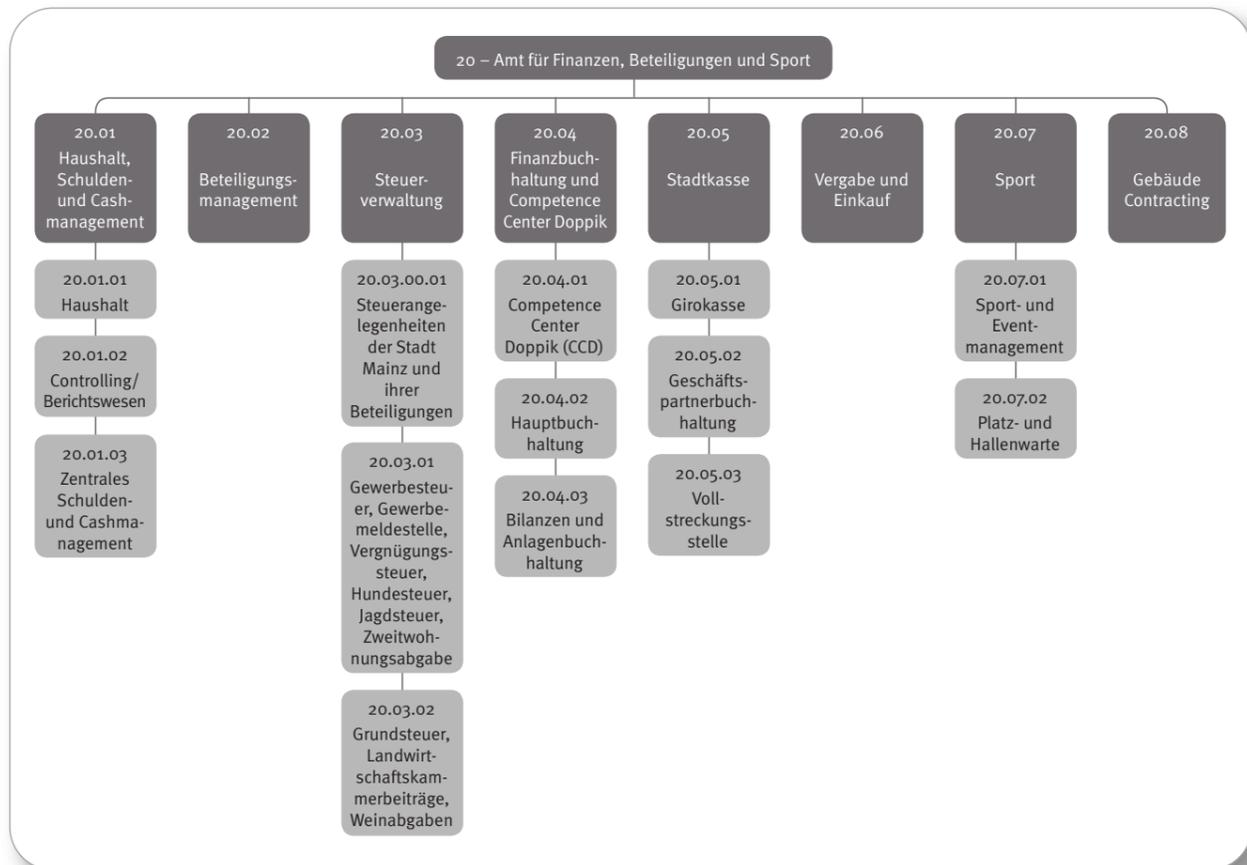 20 – Amt für Finanzen, Beteiligungen und Sport
20.01
Haushalt,
Schulden-
und Cash-
management
20.01.01
Haushalt
20.01.02
Controlling/
Berichtswesen
20.01.03
Zentrales
Schulden-
und Cashma-
nagement
20.02
Beteiligungs-
management
20.03
Steuer-
verwaltung
20.03.00.01
Steuerange-
legenheiten
der Stadt
Mainz und
ihrer
Beteiligungen
20.03.01
Gewerbesteu-
er, Gewerbe-
meldestelle,
Vergnügungs-
steuer,
Hundesteuer,
Jagdsteuer,
Zweitwoh-
nungsabgabe
20.03.02
Grundsteuer,
Landwirt-
schaftskam-
merbeiträge,
Weinabgaben
20.04
Finanzbuch-
haltung und
Competence
Center Doppik
20.04.01
Competence
Center
Doppik (CCD)
20.04.02
Hauptbuch-
haltung
20.04.03
Bilanzen und
Anlagenbuch-
haltung
20.05
Stadtkasse
20.05.01
Girokasse
20.05.02
Geschäfts-
partnerbuch-
haltung
20.05.03
Voll-
streckungs-
stelle
20.06
Vergabe und
Einkauf
20.07
Sport
20.07.01
Sport- und
Event-
management
20.07.02
Platz- und
Hallenwarte
20.08
Gebäude
Contracting